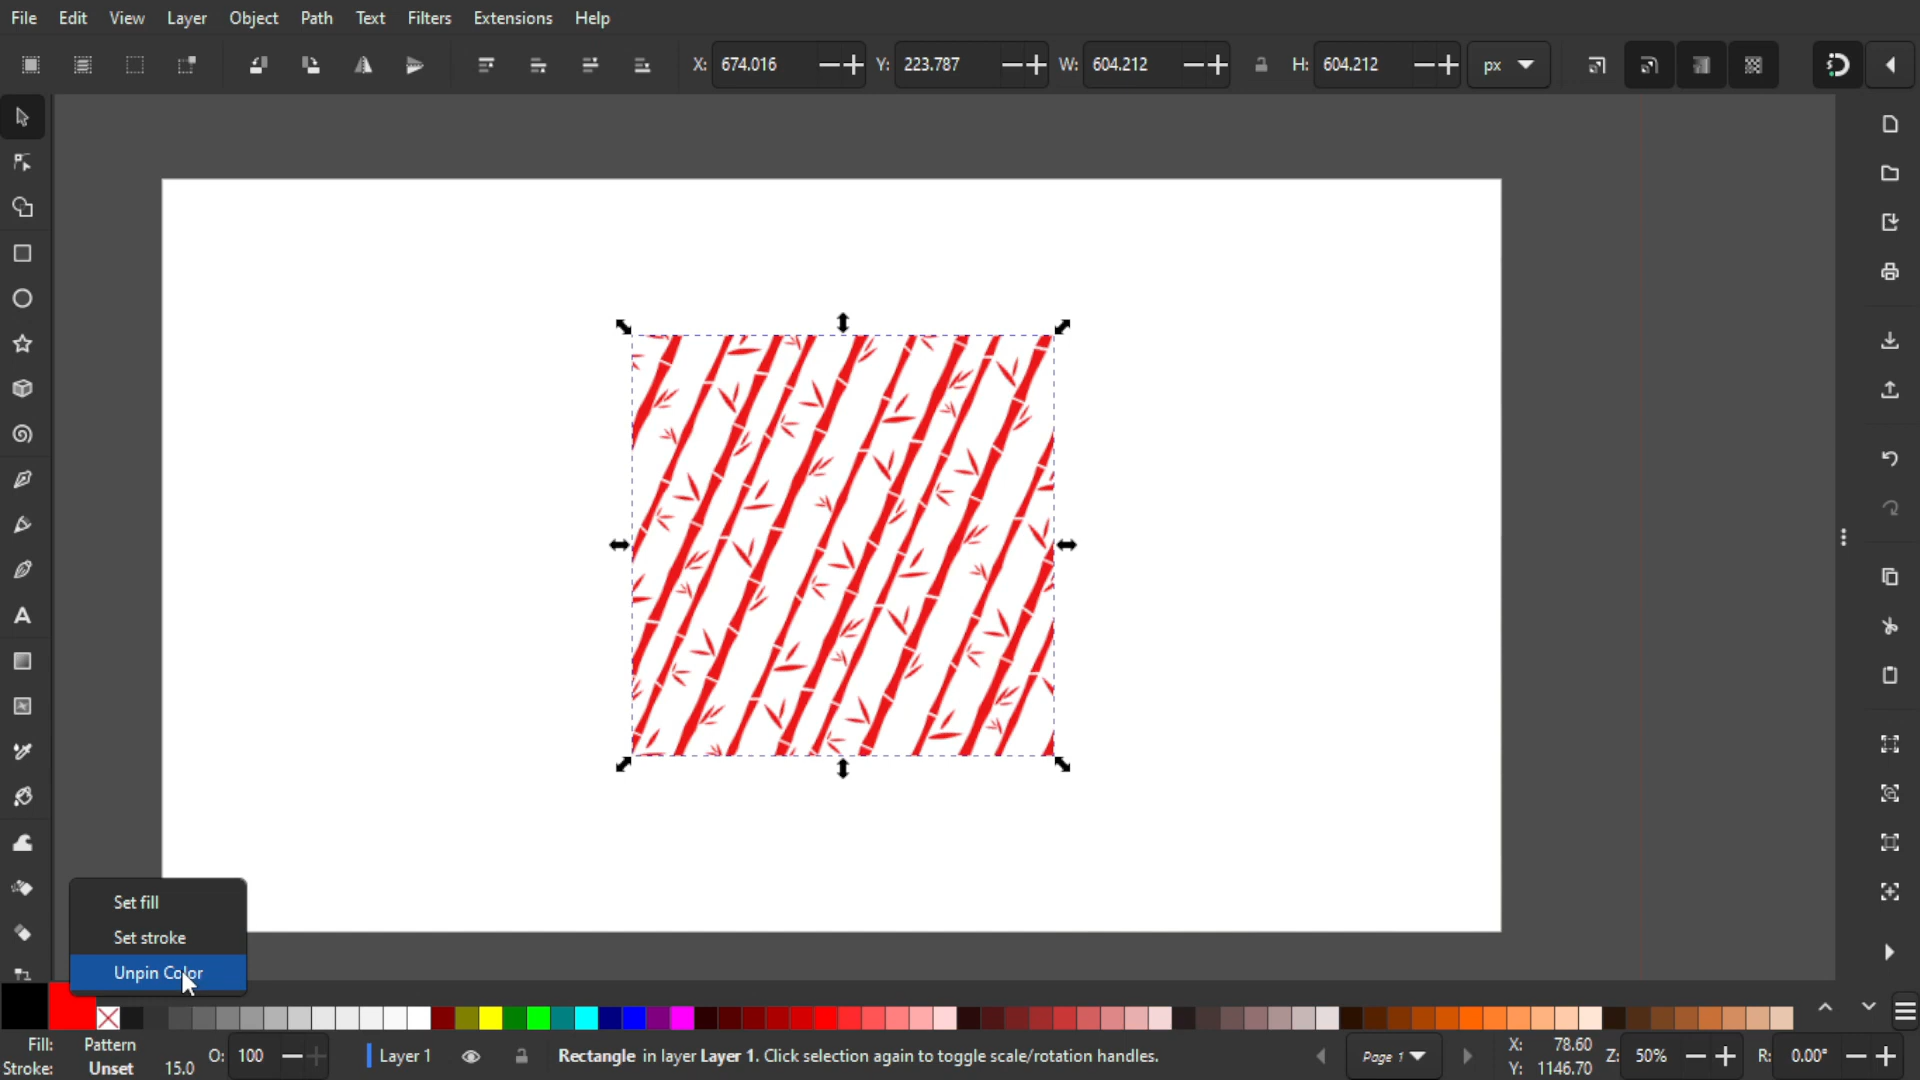 File Edit View Layer Object Path Text Filters Extensions Help
X: 674.016 Y: 223.787 W: 604.212 H: 604.212 px
Set fill
Set stroke
Unpin Color
Fill: Pattern
Stroke: Unset 15.0 O: 100 Layer 1 Rectangle in layer Layer 1. Click selection again to toggle scale/rotation handles. Page 1 X: 78.60 Z: 50% R: 0.00°
Y: 1146.70